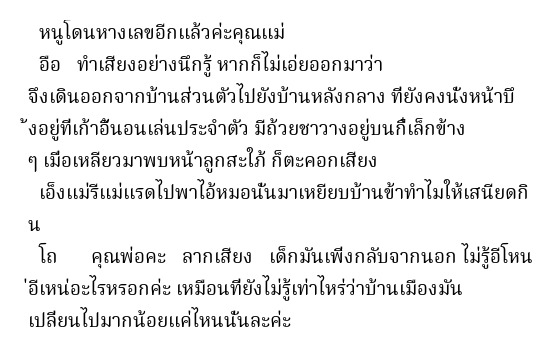 หนูโดนหางเลขอีกแล้วค่ะคุณแม่
อือ ทำเสียงอย่างนึกรู้ หากก็ไม่เอ่ยออกมาว่า
จึงเดินออกจากบ้านส่วนตัวไปยังบ้านหลังกลาง ที่ยังคงนั่งหน้าบึ
้งอยู่ที่เก้าอี้นอนเล่นประจำตัว มีถ้วยชาวางอยู่บนกี๋เล็กข้าง
ๆ เมื่อเหลียวมาพบหน้าลูกสะใภ้ ก็ตะคอกเสียง
เอ็งแม่รีแม่แรดไปพาไอ้หมอนั่นมาเหยียบบ้านข้าทำไมให้เสนียดกิ
น
โถ คุณพ่อคะ ลากเสียง เด็กมันเพิ่งกลับจากนอก ไม่รู้อีโหน
่อีเหน่อะไรหรอกค่ะ เหมือนที่ยังไม่รู้เท่าไหร่ว่าบ้านเมืองมัน
เปลี่ยนไปมากน้อยแค่ไหนนั่นละค่ะ